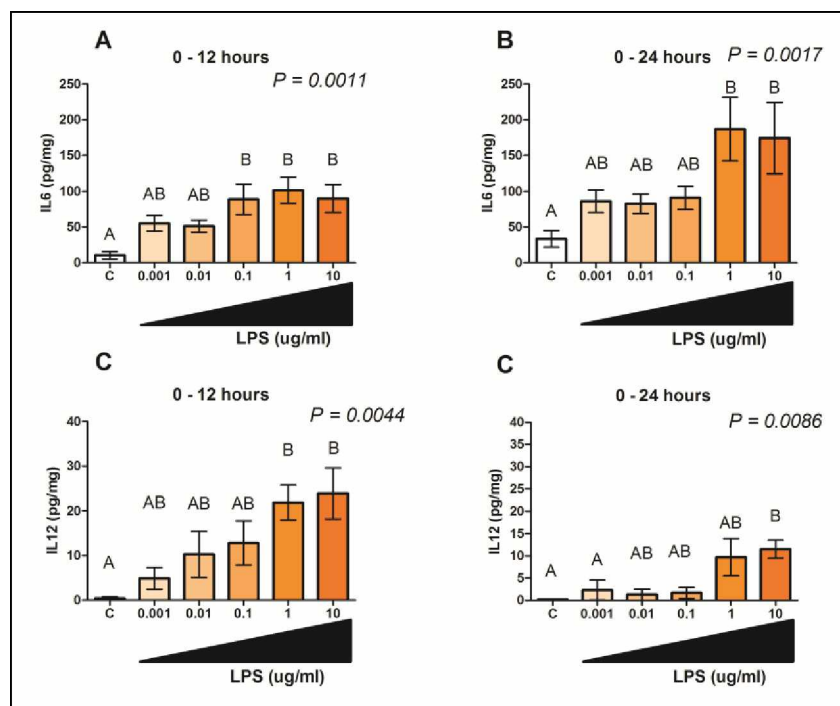 A
0 - 12 hours
P = 0.0011
IL6 (pg/mg)
250
200
150
100
50
0
A
AB
AB
B
B
B
C
0.001
0.01
0.1
1
10
LPS (ug/ml)
B
0 - 24 hours
P = 0.0017
IL6 (pg/mg)
250
200
150
100
50
0
A
AB
AB
AB
B
B
C
0.001
0.01
0.1
1
10
LPS (ug/ml)
C
0 - 12 hours
P = 0.0044
IL12 (pg/mg)
40
30
20
10
0
A
AB
AB
AB
B
B
C
0.001
0.01
0.1
1
10
LPS (ug/ml)
C
0 - 24 hours
P = 0.0086
IL12 (pg/mg)
40
35
30
25
20
15
10
5
0
A
A
AB
AB
AB
B
C
0.001
0.01
0.1
1
10
LPS (ug/ml)